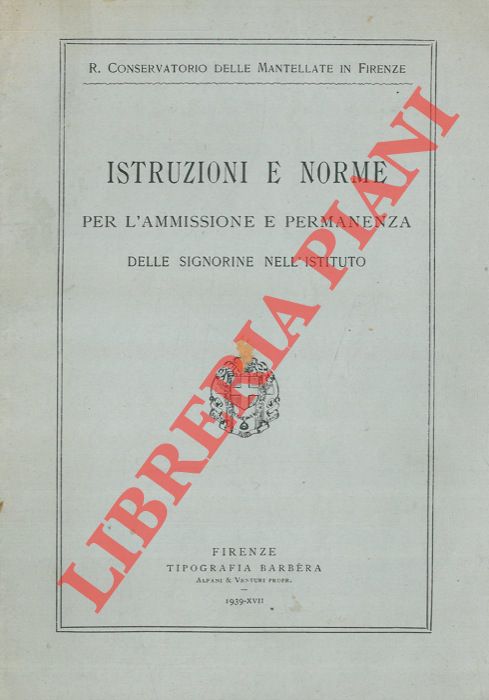 R. CONSERVATORIO DELLE MANTELLATE IN FIRENZE
ISTRUZIONI E NORME
PER L'AMMISSIONE E PERMANENZA
DELLE SIGNORINE NELL'ISTITUTO
LIBRERIA PIANI
FIRENZE
TIPOGRAFIA BARBÈRA
ALFANI & VENTURI PROPR.
—
1939-XVII